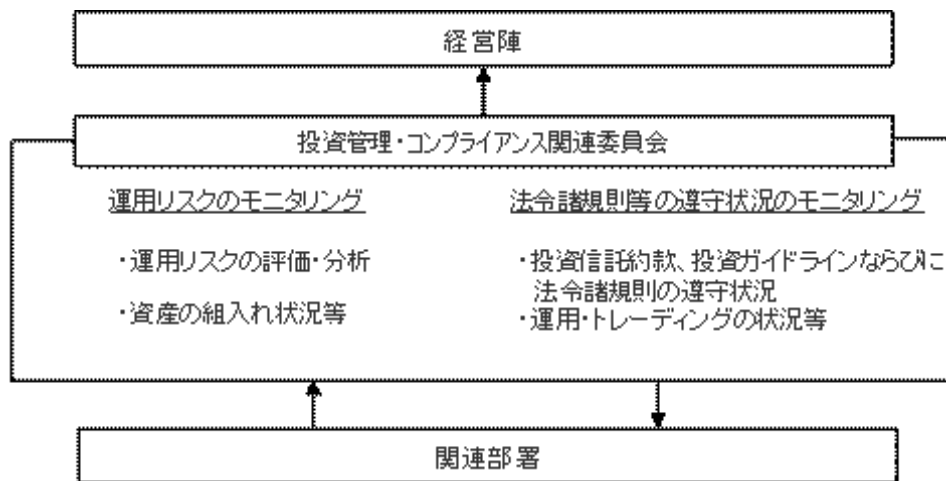 経営陣
投資管理・コンプライアンス関連委員会
運用リスクのモニタリング
・運用リスクの評価・分析
・資産の組入れ状況等
法令諸規則等の遵守状況のモニタリング
・投資信託約款、投資ガイドラインならびに
法令諸規則の遵守状況
・運用・トレーディングの状況等
関連部署